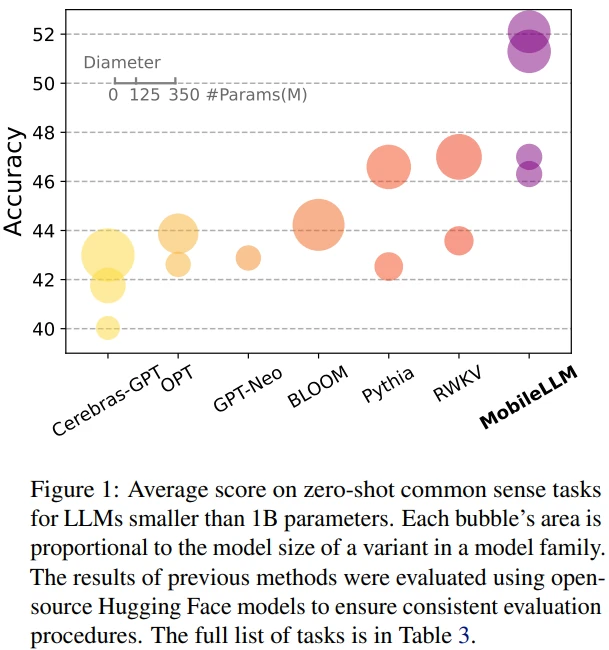 52
50
48
46
44
42
40
Accuracy
Diameter
0 125 350 #Params(M)
Cerebras-GPT
OPT
GPT-Neo
BLOOM
Pythia
RWKV
MobileLLM
Figure 1: Average score on zero-shot common sense tasks
for LLMs smaller than 1B parameters. Each bubble’s area is
proportional to the model size of a variant in a model family.
The results of previous methods were evaluated using open-
source Hugging Face models to ensure consistent evaluation
procedures. The full list of tasks is in Table 3.